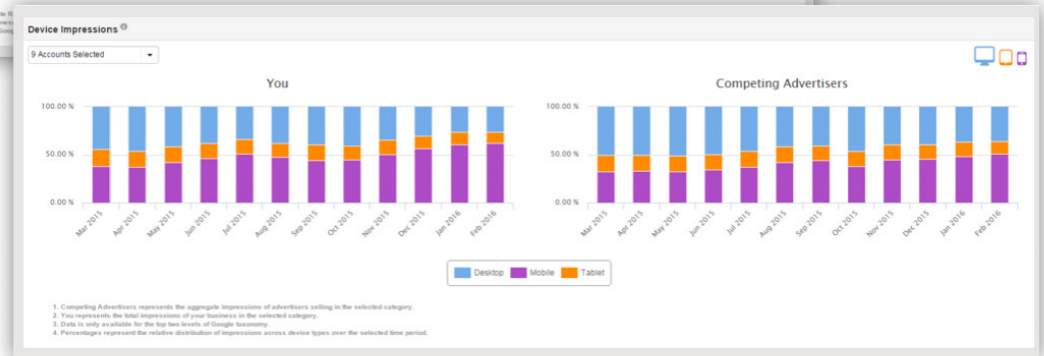 Device Impressions
9 Accounts Selected
You
Competing Advertisers
100.00 %
50.00 %
0.00 %
Mar 2015
Apr 2015
May 2015
Jun 2015
Jul 2015
Aug 2015
Sep 2015
Oct 2015
Nov 2015
Dec 2015
Jan 2016
Feb 2016
100.00 %
50.00 %
0.00 %
Mar 2015
Apr 2015
May 2015
Jun 2015
Jul 2015
Aug 2015
Sep 2015
Oct 2015
Nov 2015
Dec 2015
Jan 2016
Feb 2016
Desktop Mobile Tablet
1. Competing Advertisers represents the aggregate impressions of advertisers selling in the selected category.
2. You represents the total impressions of your business in the selected category.
3. Data is only available for the top two levels of Google taxonomy.
4. Percentages represent the relative distribution of impressions across device types over the selected time period.